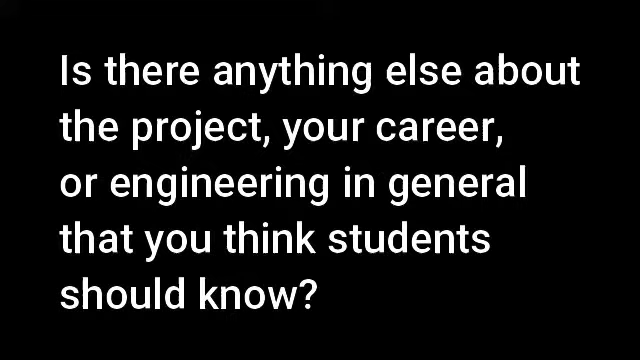 Is there anything else about
the project, your career,
or engineering in general
that you think students
should know?